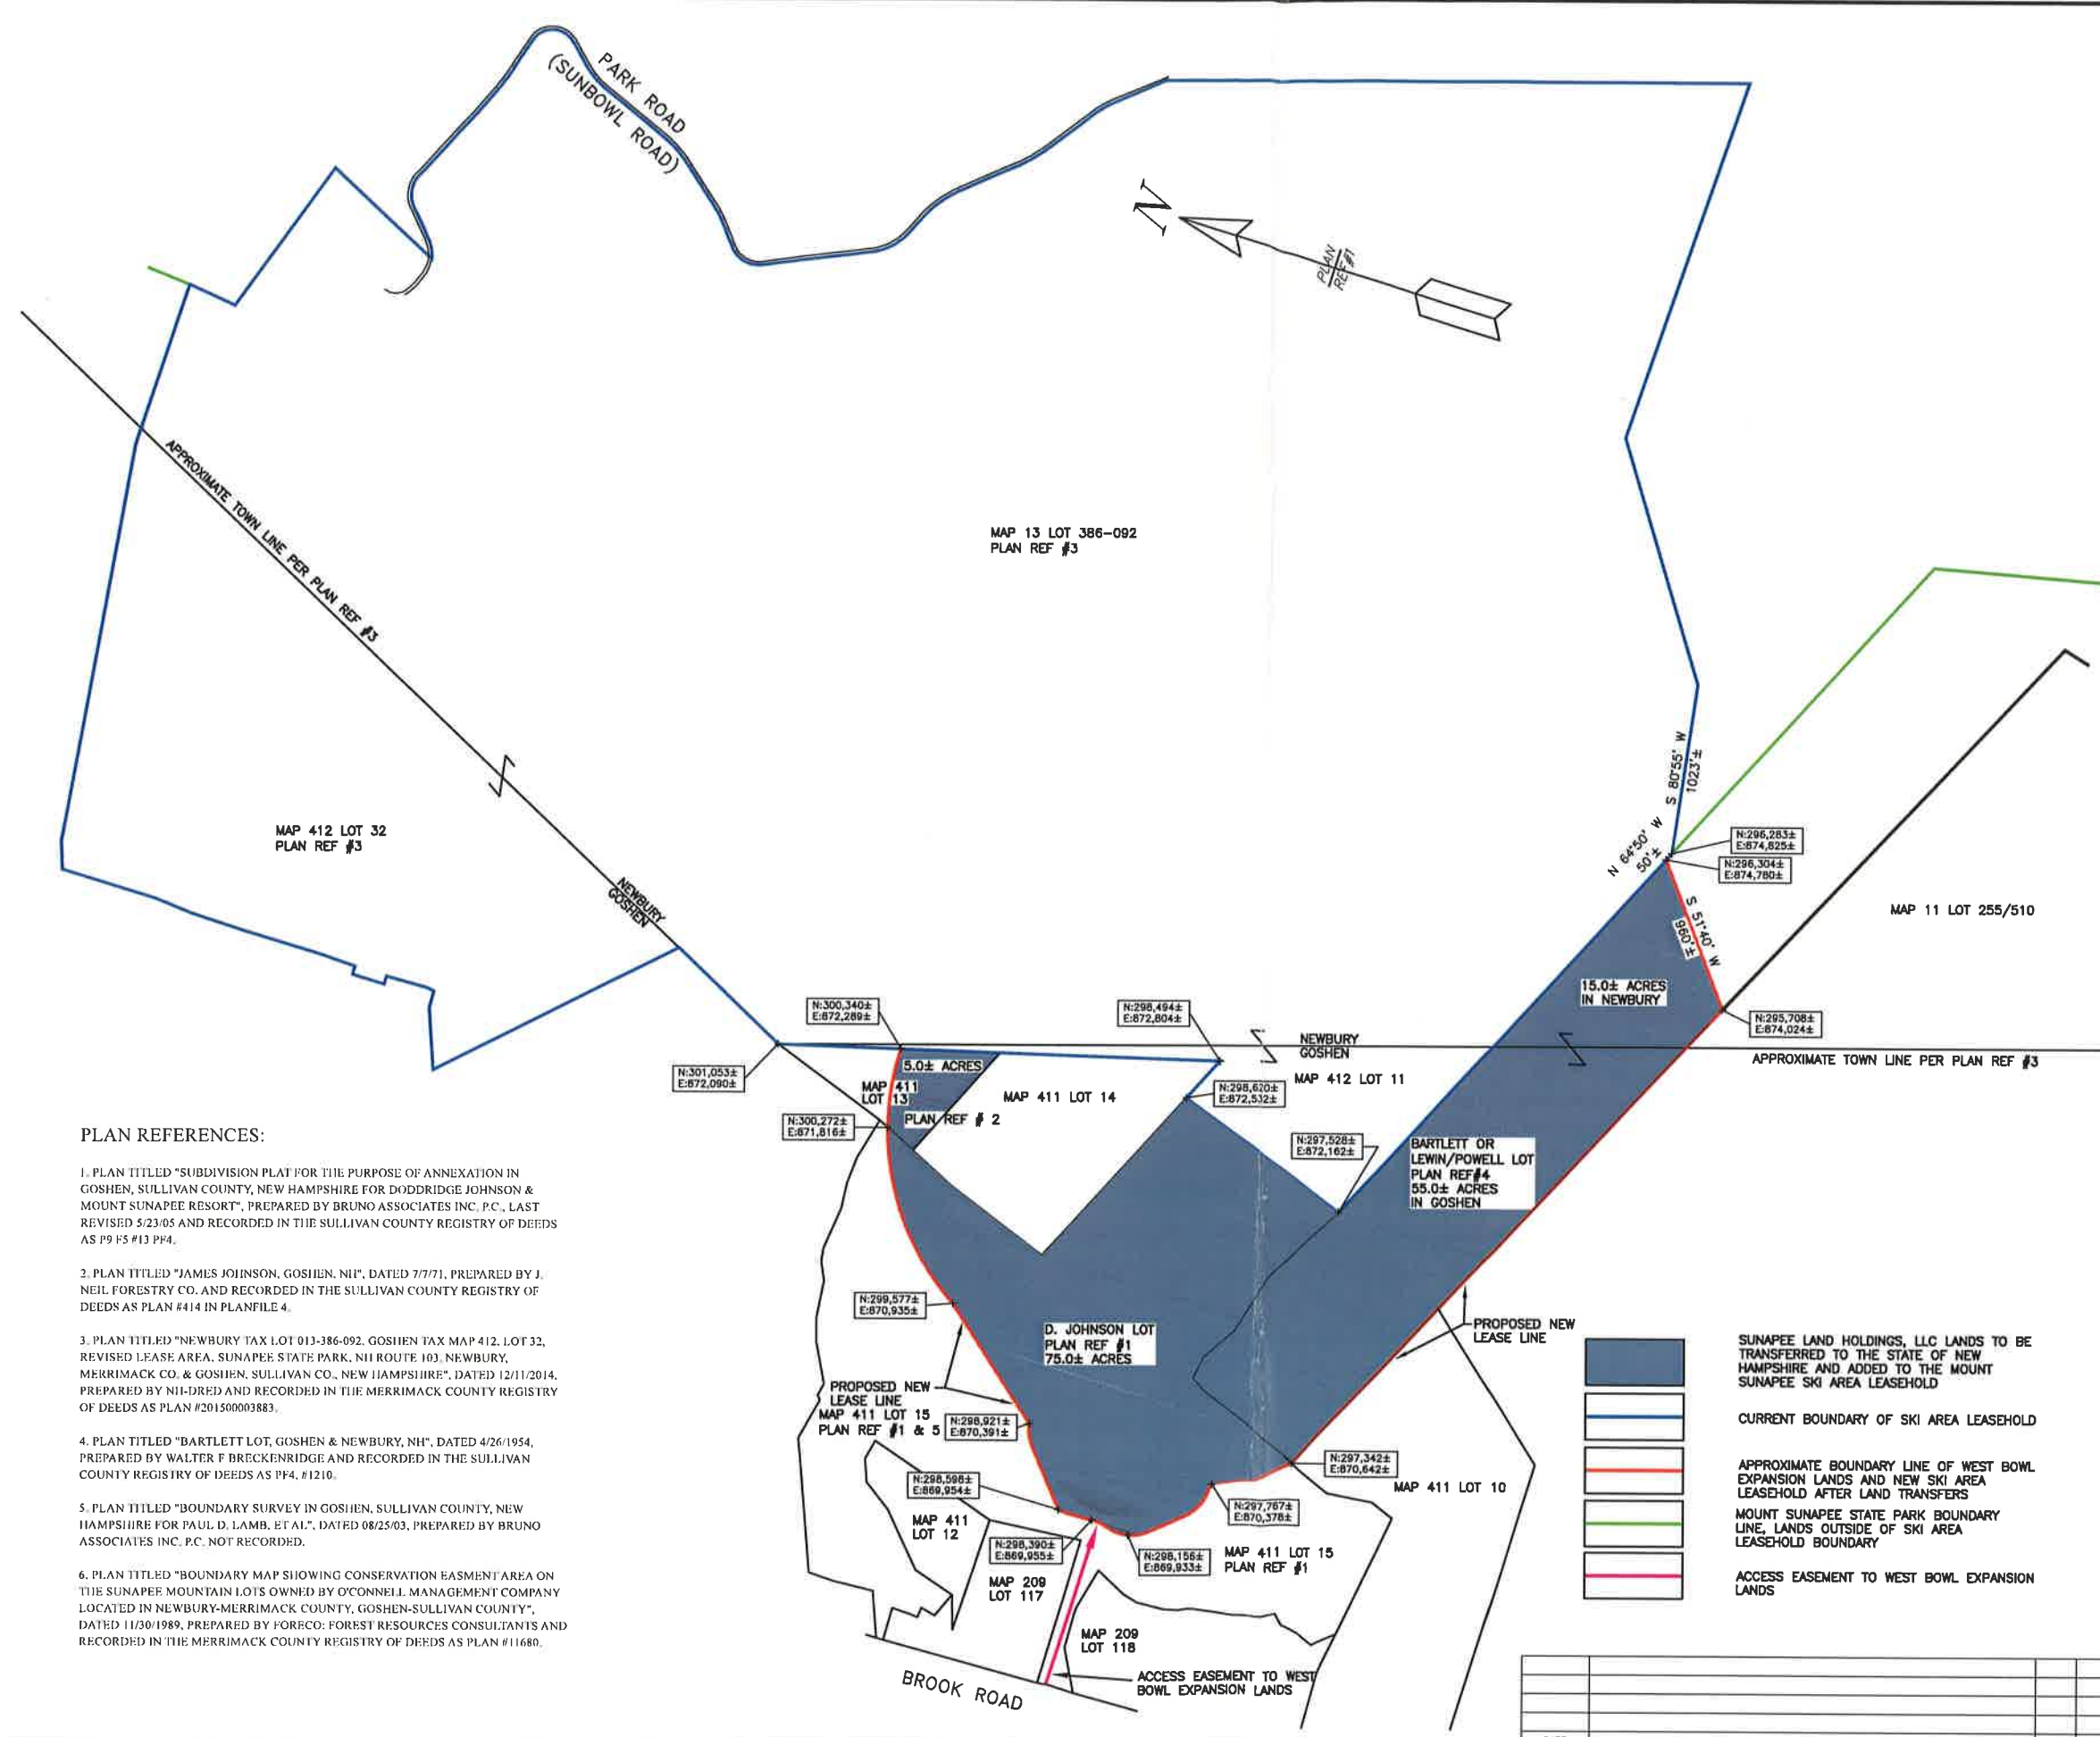 PARK ROAD
(SUNBOWL ROAD)
N
PLAN
REF#1
APPROXIMATE TOWN LINE PER PLAN REF #3
MAP 13 LOT 386-092
PLAN REF #3
MAP 412 LOT 32
PLAN REF #3
NEWBURY
GOSHEN
S 80°55' W
1023'±
N 64°50' W
50'±
N:296,283±
E:874,825±
N:296,304±
E:874,780±
S 51°40' W
960'±
MAP 11 LOT 255/510
15.0± ACRES
IN NEWBURY
N:295,708±
E:874,024±
N:300,340±
E:872,289±
N:298,494±
E:872,804±
NEWBURY
GOSHEN
APPROXIMATE TOWN LINE PER PLAN REF #3
N:301,053±
E:872,090±
5.0± ACRES
MAP 411
LOT 13
MAP 411 LOT 14
MAP 412 LOT 11
N:298,620±
E:872,532±
PLAN REF # 2
N:300,272±
E:871,816±
N:297,528±
E:872,162±
BARTLETT OR
LEWIN/POWELL LOT
PLAN REF#4
55.0± ACRES
IN GOSHEN
N:299,577±
E:870,935±
D. JOHNSON LOT
PLAN REF #1
75.0± ACRES
PROPOSED NEW
LEASE LINE
PROPOSED NEW
LEASE LINE
MAP 411 LOT 15
PLAN REF #1 & 5
N:298,921±
E:870,391±
N:297,342±
E:870,642±
MAP 411 LOT 10
N:298,598±
E:869,954±
N:297,767±
E:870,378±
MAP 411
LOT 12
N:298,390±
E:869,955±
N:298,156±
E:869,933±
MAP 411 LOT 15
PLAN REF #1
MAP 209
LOT 117
MAP 209
LOT 118
ACCESS EASEMENT TO WEST
BOWL EXPANSION LANDS
BROOK ROAD
PLAN REFERENCES:
1. PLAN TITLED "SUBDIVISION PLAT FOR THE PURPOSE OF ANNEXATION IN
GOSHEN, SULLIVAN COUNTY, NEW HAMPSHIRE FOR DODDRIDGE JOHNSON &
MOUNT SUNAPEE RESORT", PREPARED BY BRUNO ASSOCIATES INC, P.C., LAST
REVISED 5/23/05 AND RECORDED IN THE SULLIVAN COUNTY REGISTRY OF DEEDS
AS P9 F5 #13 PF4.
2. PLAN TITLED "JAMES JOHNSON, GOSHEN, NH", DATED 7/7/71, PREPARED BY J.
NEIL FORESTRY CO. AND RECORDED IN THE SULLIVAN COUNTY REGISTRY OF
DEEDS AS PLAN #414 IN PLANFILE 4.
3. PLAN TITLED "NEWBURY TAX LOT 013-386-092, GOSHEN TAX MAP 412, LOT 32,
REVISED LEASE AREA, SUNAPEE STATE PARK, NH ROUTE 103, NEWBURY,
MERRIMACK CO. & GOSHEN, SULLIVAN CO., NEW HAMPSHIRE", DATED 12/11/2014,
PREPARED BY NH-DRED AND RECORDED IN THE MERRIMACK COUNTY REGISTRY
OF DEEDS AS PLAN #201500003883.
4. PLAN TITLED "BARTLETT LOT, GOSHEN & NEWBURY, NH", DATED 4/26/1954,
PREPARED BY WALTER F BRECKENRIDGE AND RECORDED IN THE SULLIVAN
COUNTY REGISTRY OF DEEDS AS PF4, #1210.
5. PLAN TITLED "BOUNDARY SURVEY IN GOSHEN, SULLIVAN COUNTY, NEW
HAMPSHIRE FOR PAUL D. LAMB, ET AL", DATED 08/25/03, PREPARED BY BRUNO
ASSOCIATES INC, P.C. NOT RECORDED.
6. PLAN TITLED "BOUNDARY MAP SHOWING CONSERVATION EASMENT AREA ON
THE SUNAPEE MOUNTAIN LOTS OWNED BY O'CONNELL MANAGEMENT COMPANY
LOCATED IN NEWBURY-MERRIMACK COUNTY, GOSHEN-SULLIVAN COUNTY",
DATED 11/30/1989, PREPARED BY FORECO: FOREST RESOURCES CONSULTANTS AND
RECORDED IN THE MERRIMACK COUNTY REGISTRY OF DEEDS AS PLAN #11680.
SUNAPEE LAND HOLDINGS, LLC LANDS TO BE
TRANSFERRED TO THE STATE OF NEW
HAMPSHIRE AND ADDED TO THE MOUNT
SUNAPEE SKI AREA LEASEHOLD
CURRENT BOUNDARY OF SKI AREA LEASEHOLD
APPROXIMATE BOUNDARY LINE OF WEST BOWL
EXPANSION LANDS AND NEW SKI AREA
LEASEHOLD AFTER LAND TRANSFERS
MOUNT SUNAPEE STATE PARK BOUNDARY
LINE, LANDS OUTSIDE OF SKI AREA
LEASEHOLD BOUNDARY
ACCESS EASEMENT TO WEST BOWL EXPANSION
LANDS